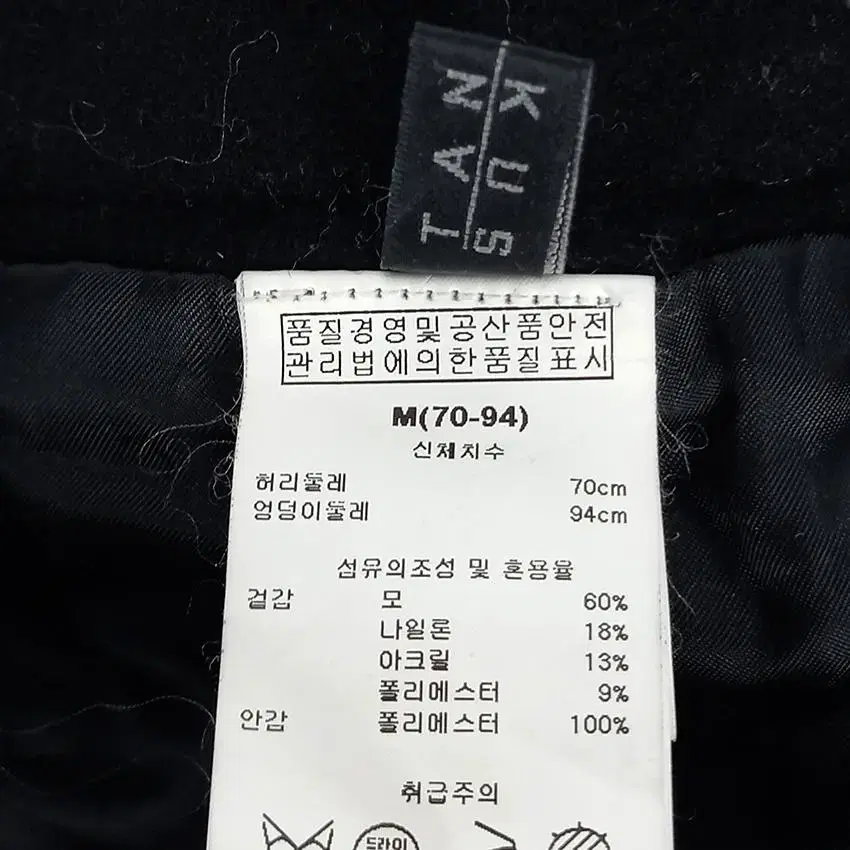 TAN
SUK
품질경영및공산품안전
관리법에의한품질표시
M(70-94)
신체치수
허리둘레 70cm
엉덩이둘레 94cm
섬유의조성 및 혼용율
겉감 모 60%
나일론 18%
아크릴 13%
폴리에스터 9%
안감 폴리에스터 100%
취급주의
드라이